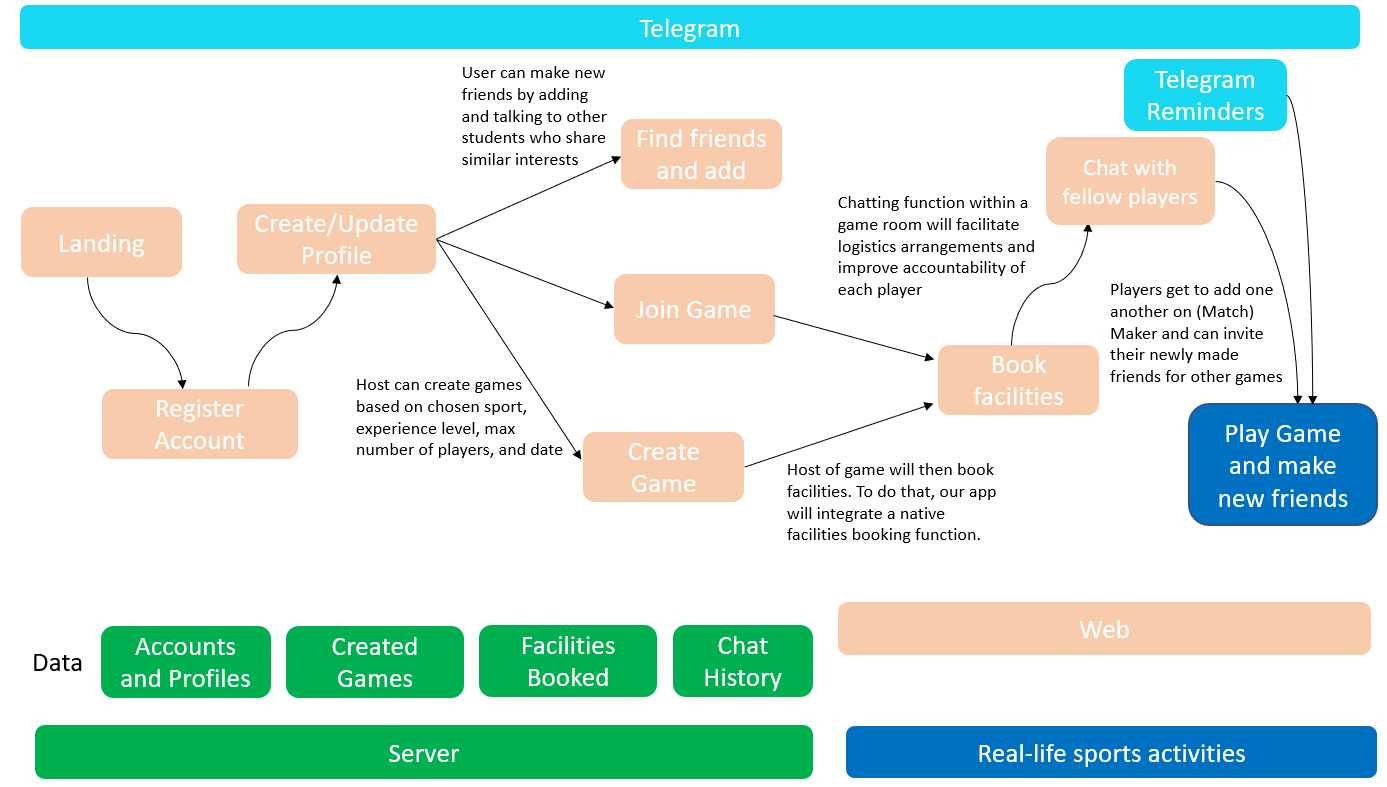 Telegram
User can make new
friends by adding
and talking to other
students who share
similar interests
Telegram
Reminders
Find friends
and add
Chat with
fellow players
Landing
Create/Update
Profile
Chatting function within a
game room will facilitate
logistics arrangements and
improve accountability of
each player
Join Game
Players get to add one
another on (Match)
Maker and can invite
their newly made
friends for other games
Book
facilities
Host can create games
based on chosen sport,
experience level, max
number of players, and date
Register
Account
Create
Game
Play Game
and make
new friends
Host of game will then book
facilities. To do that, our app
will integrate a native
facilities booking function.
Data
Accounts
and Profiles
Created
Games
Facilities
Booked
Chat
History
Web
Server
Real-life sports activities